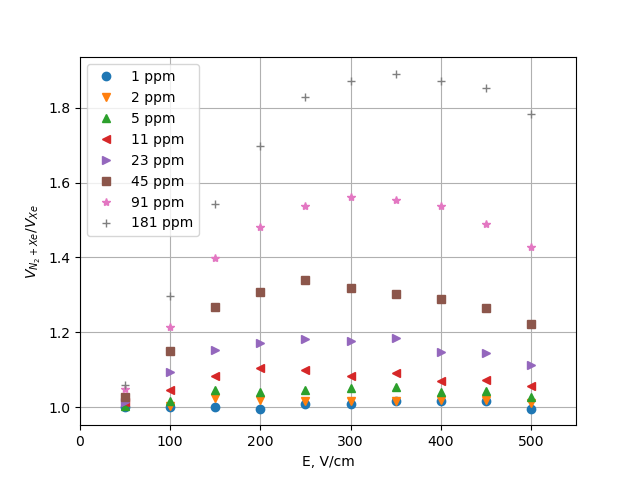 1 ppm
2 ppm
5 ppm
11 ppm
23 ppm
45 ppm
91 ppm
181 ppm
1.8
1.6
1.4
1.2
1.0
V_{N_2+Xe}/V_{Xe}
0 100 200 300 400 500
E, V/cm